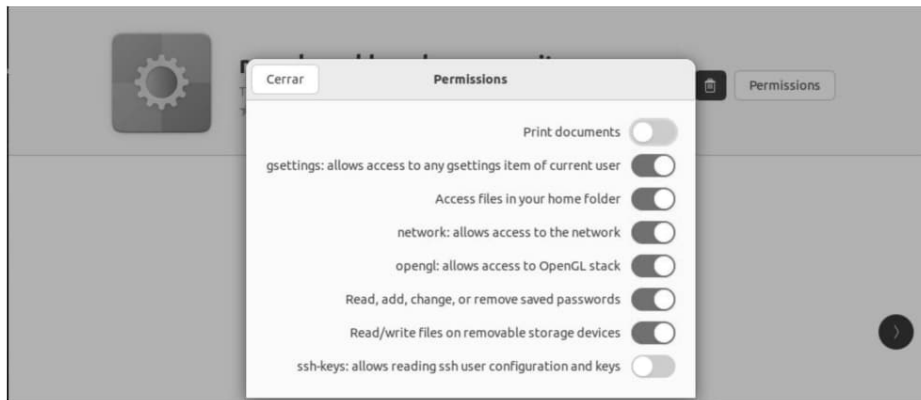 Cerrar
Permissions
Permissions
Print documents
gsettings: allows access to any gsettings item of current user
Access files in your home folder
network: allows access to the network
opengl: allows access to OpenGL stack
Read, add, change, or remove saved passwords
Read/write files on removable storage devices
ssh-keys: allows reading ssh user configuration and keys